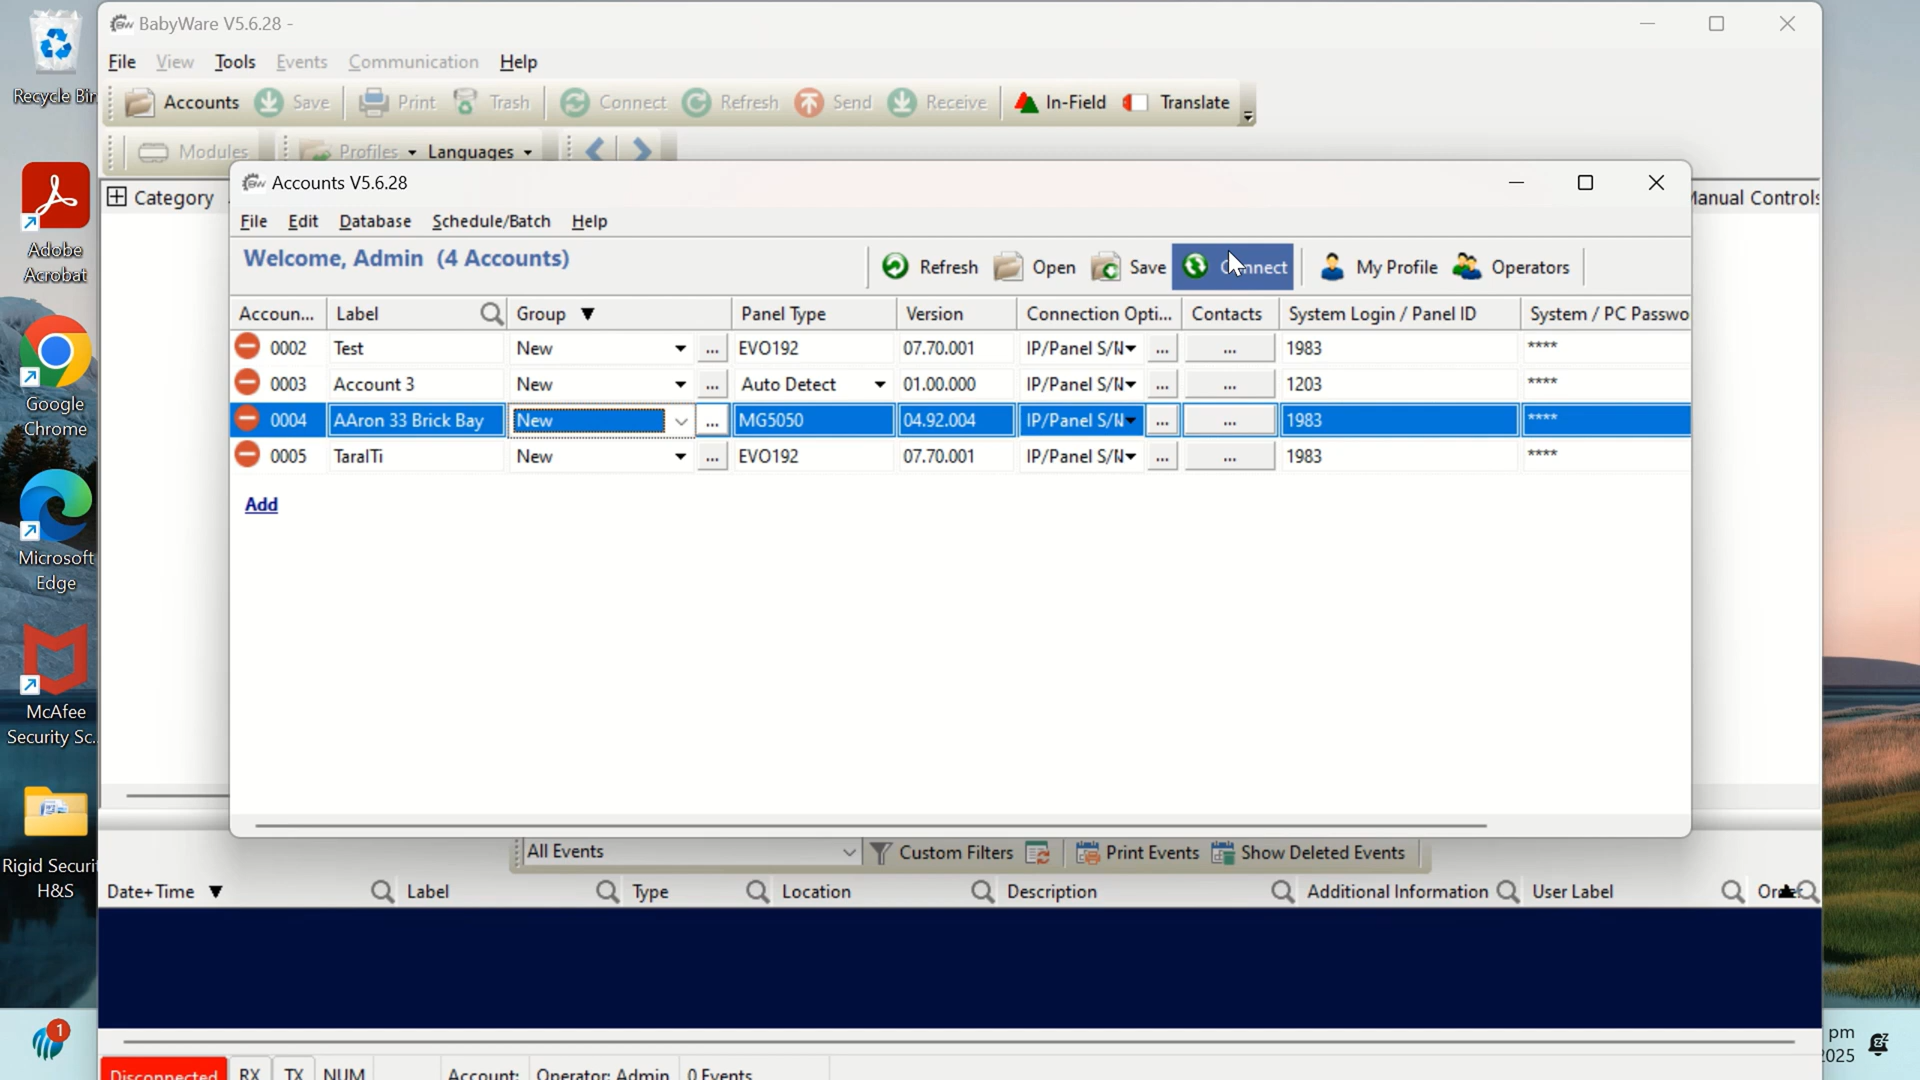 Recycle Bin
BabyWare V5.6.28 -
File View Tools Events Communication Help
Accounts Save Print Trash Connect Refresh Send Receive In-Field Translate
Modules Profiles Languages
Category
Manual Controls
Accounts V5.6.28
File Edit Database Schedule/Batch Help
Welcome, Admin (4 Accounts)
Refresh Open Save Connect My Profile Operators
Accoun... Label Group Panel Type Version Connection Opti... Contacts System Login / Panel ID System / PC Passwo
0002 Test New ... EVO192 07.70.001 IP/Panel S/N ... ... 1983 ****
0003 Account 3 New ... Auto Detect 01.00.000 IP/Panel S/N ... ... 1203 ****
0004 AAron 33 Brick Bay New ... MG5050 04.92.004 IP/Panel S/N ... ... 1983 ****
0005 TaralTi New ... EVO192 07.70.001 IP/Panel S/N ... ... 1983 ****
Add
Adobe
Acrobat
Google
Chrome
Microsoft
Edge
McAfee
Security Sc...
Rigid Securit
H&S
All Events Custom Filters Print Events Show Deleted Events
Date+Time Label Type Location Description Additional Information User Label
1
pm
2025
Disconnected RX TX NUM Account: Operator: Admin 0 Events